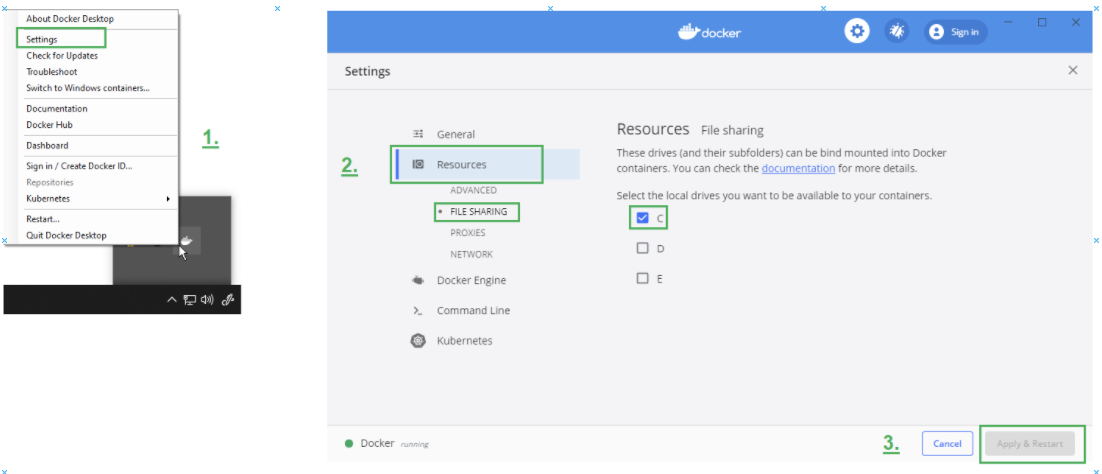 About Docker Desktop
Settings
Check for Updates
Troubleshoot
Switch to Windows containers...
Documentation
Docker Hub
Dashboard
Sign in / Create Docker ID...
Repositories
Kubernetes
Restart...
Quit Docker Desktop
1.
docker
Sign in
Settings
2.
General
Resources
ADVANCED
FILE SHARING
PROXIES
NETWORK
Docker Engine
Command Line
Kubernetes
Resources File sharing
These drives (and their subfolders) can be bind mounted into Docker
containers. You can check the documentation for more details.
Select the local drives you want to be available to your containers.
C
D
E
Docker running
3.
Cancel
Apply & Restart